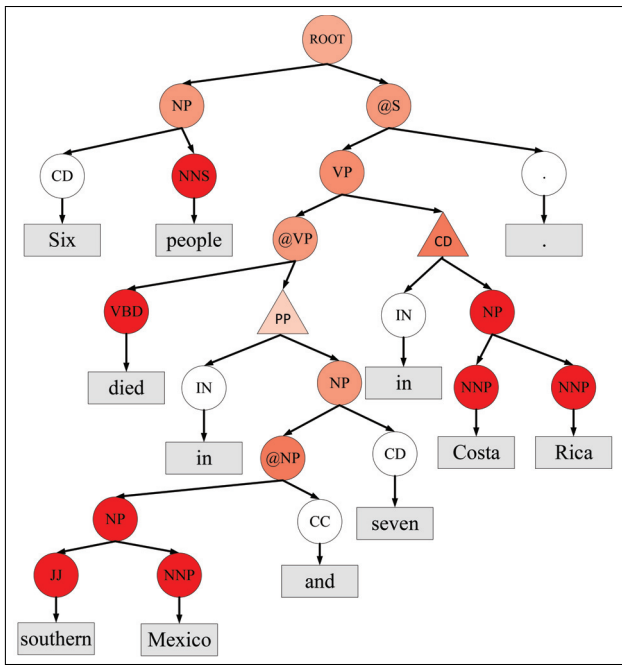 ROOT
NP @S
CD NNS VP .
Six people @VP CD .
VBD PP IN NP
died IN NP in NNP NNP
in @NP CD Costa Rica
NP CC seven
JJ NNP and
southern Mexico